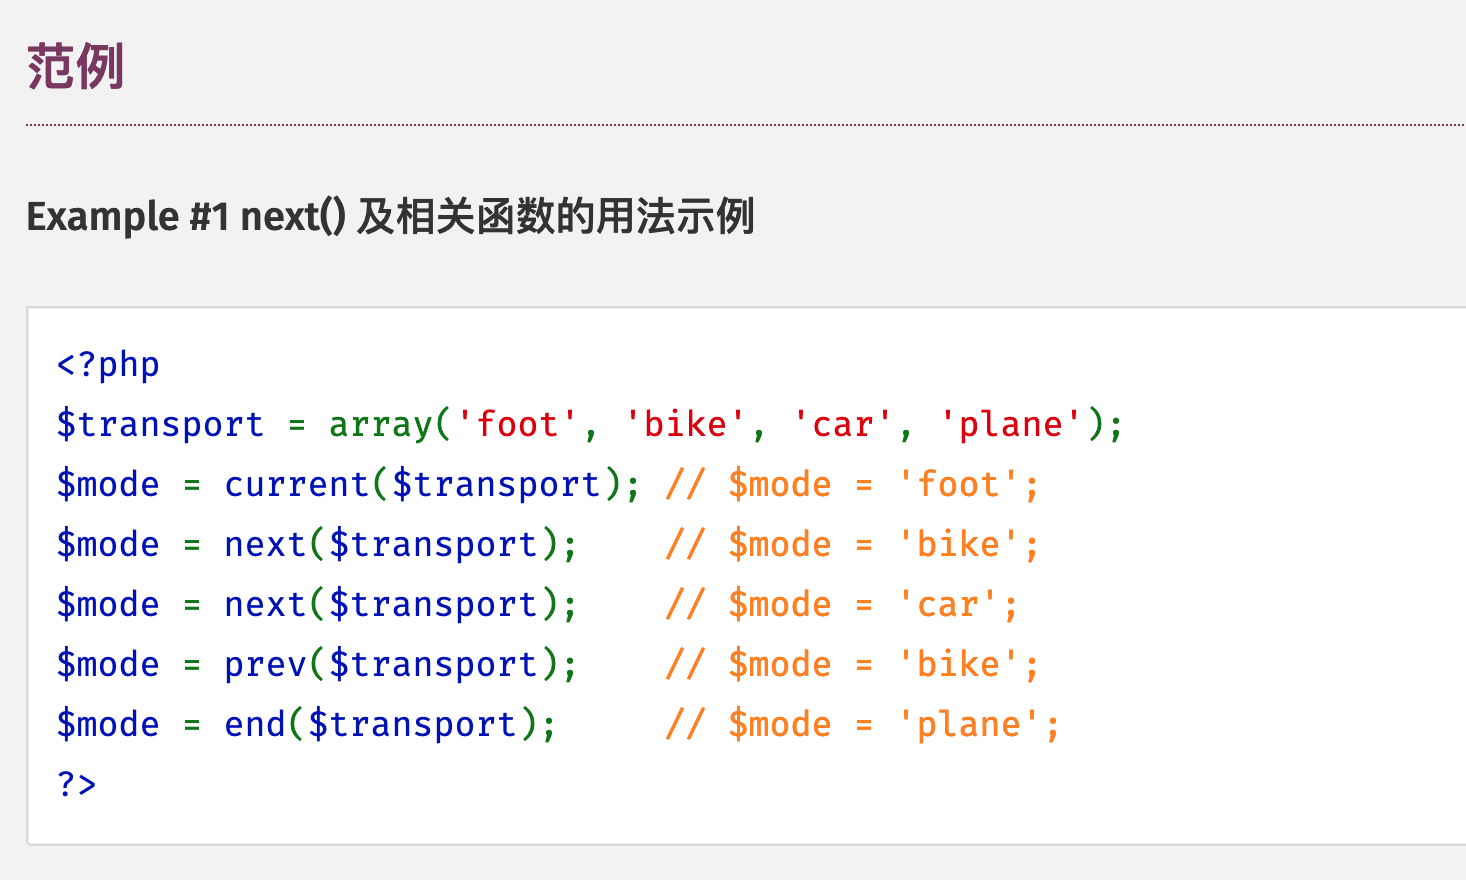 范例
Example #1 next() 及相关函数的用法示例
<?php
$transport = array('foot', 'bike', 'car', 'plane');
$mode = current($transport); // $mode = 'foot';
$mode = next($transport);    // $mode = 'bike';
$mode = next($transport);    // $mode = 'car';
$mode = prev($transport);    // $mode = 'bike';
$mode = end($transport);     // $mode = 'plane';
?>